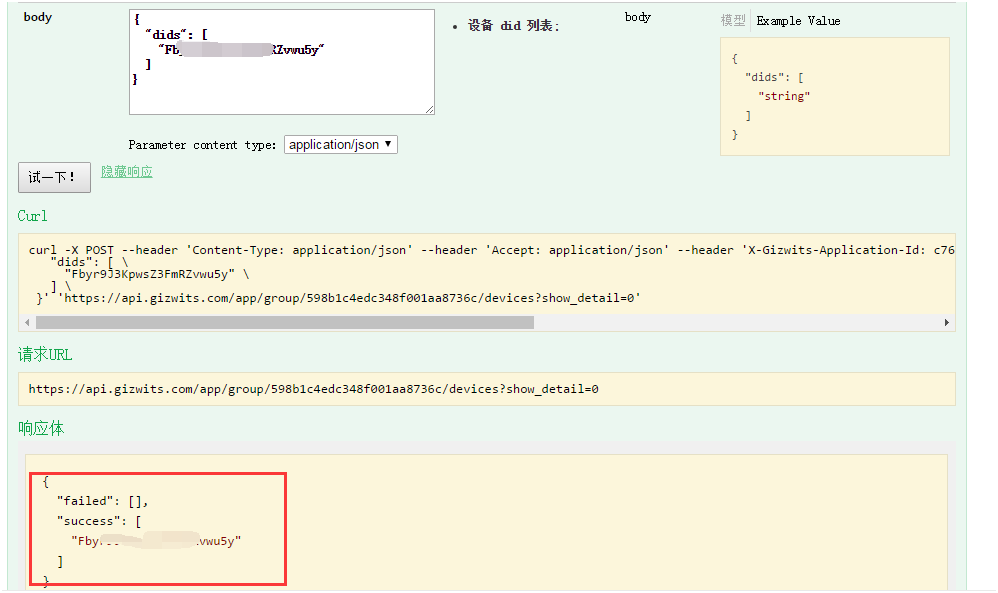 body
{
"dids": [
"Fby RZvwu5y"
]
}
Parameter content type: application/json
• 设备 did 列表;
body
模型 Example Value
{
"dids": [
"string"
]
}
试一下! 隐藏响应
Curl
curl -X POST --header 'Content-Type: application/json' --header 'Accept: application/json' --header 'X-Gizwits-Application-Id: c76
"dids": [ \
"Fbyr9J3KpwsZ3FmRZvwu5y" \
] \
}' 'https://api.gizwits.com/app/group/598b1c4edc348f001aa8736c/devices?show_detail=0'
请求URL
https://api.gizwits.com/app/group/598b1c4edc348f001aa8736c/devices?show_detail=0
响应体
{
"failed": [],
"success": [
"Fbyr vwu5y"
]
}